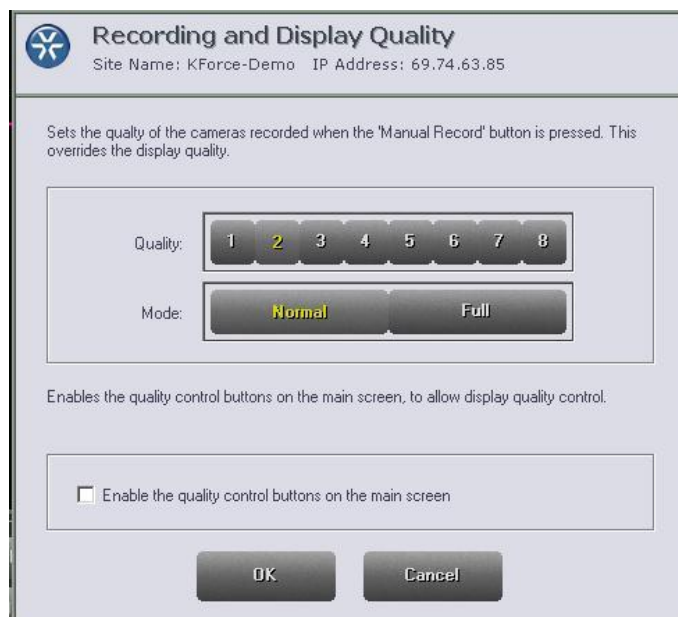 Recording and Display Quality
Site Name: KForce-Demo IP Address: 69.74.63.85
Sets the qualty of the cameras recorded when the 'Manual Record' button is pressed. This
overrides the display quality.
Quality: 1 2 3 4 5 6 7 8
Mode: Normal Full
Enables the quality control buttons on the main screen, to allow display quality control.
Enable the quality control buttons on the main screen
OK Cancel